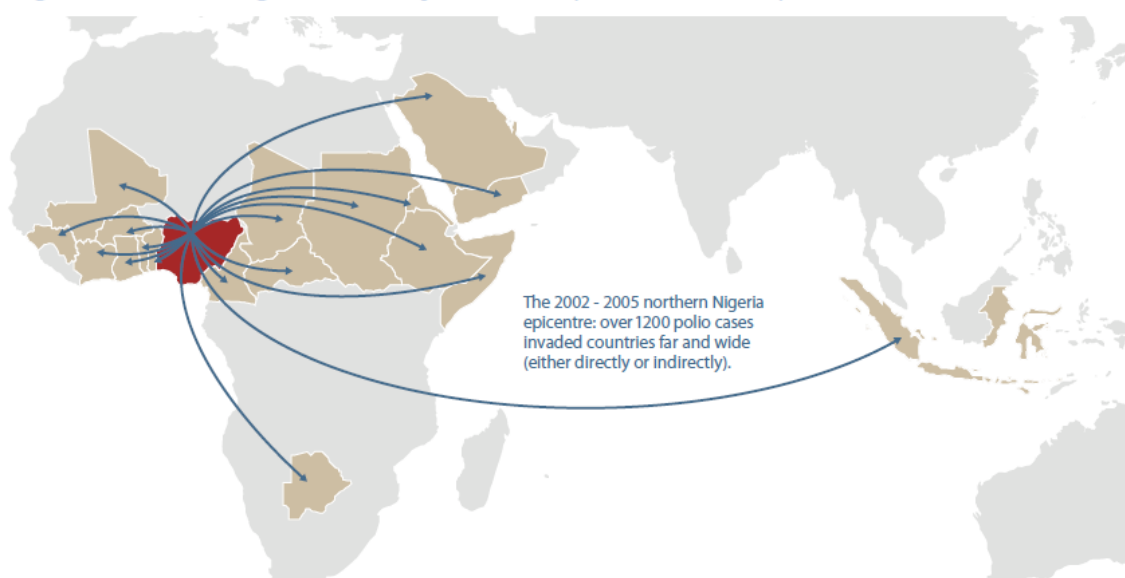 The 2002 - 2005 northern Nigeria
epicentre: over 1200 polio cases
invaded countries far and wide
(either directly or indirectly).